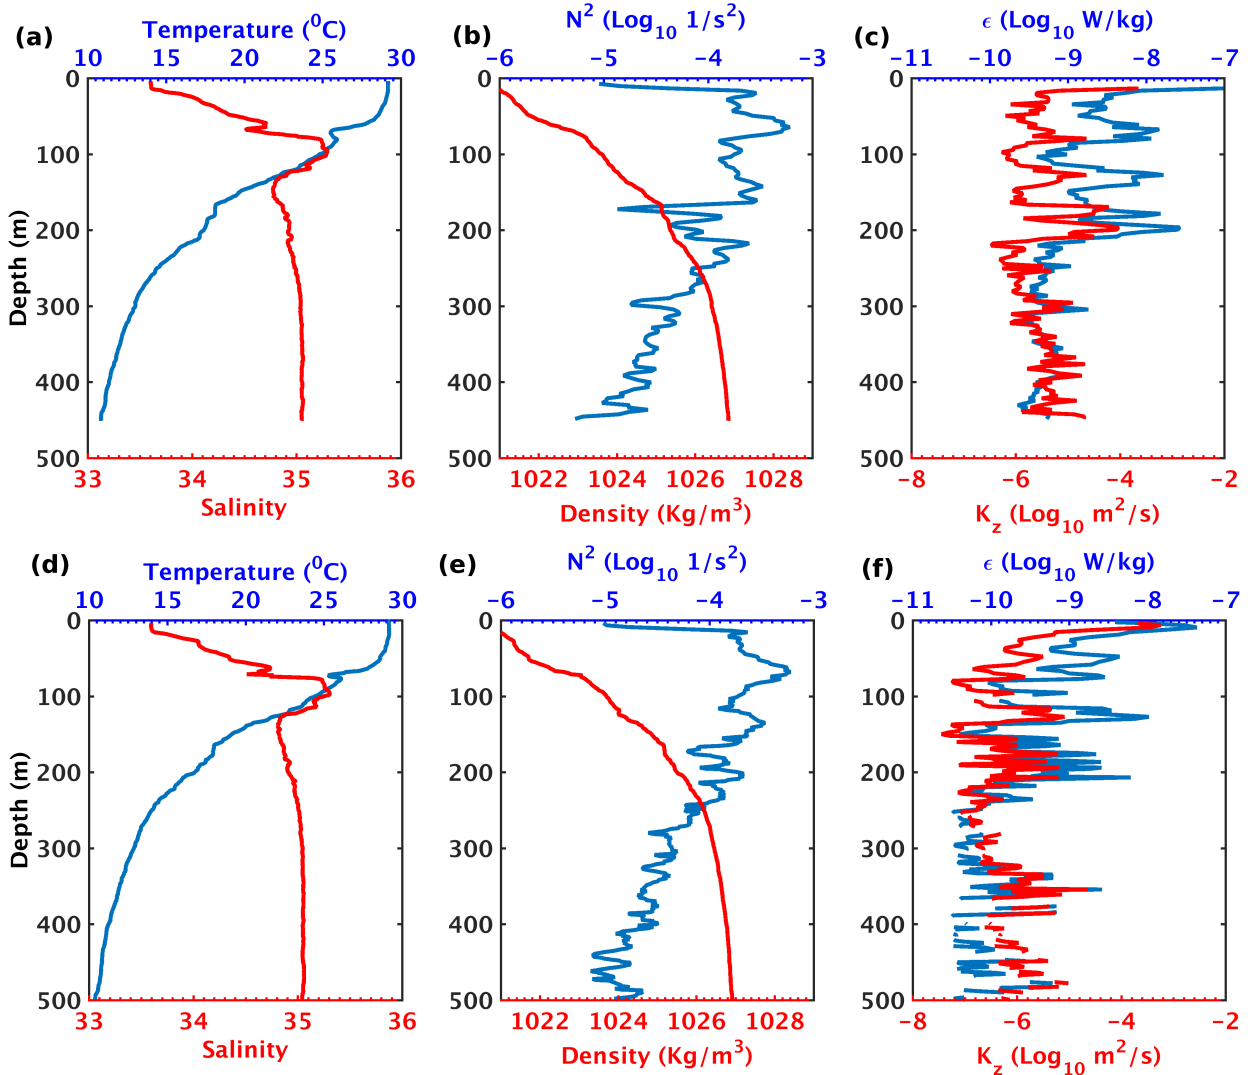 (a) Temperature (⁰C)
10 13 16 19 22 25 28
0
100
200
300
400
500
Depth (m)
33 34 35 36
Salinity
(b) N² (Log₁₀ 1/s²)
−6 −5 −4 −3
0
100
200
300
400
500
1022 1024 1026 1028
Density (Kg/m³)
(c) ϵ (Log₁₀ W/kg)
−11 −10 −9 −8 −7
0
100
200
300
400
500
−8 −6 −4 −2
K_z (Log₁₀ m²/s)
(d) Temperature (⁰C)
10 15 20 25 30
0
100
200
300
400
500
Depth (m)
33 34 35 36
Salinity
(e) N² (Log₁₀ 1/s²)
−6 −5 −4 −3
0
100
200
300
400
500
1022 1024 1026 1028
Density (Kg/m³)
(f) ϵ (Log₁₀ W/kg)
−11 −10 −9 −8 −7
0
100
200
300
400
500
−8 −6 −4 −2
K_z (Log₁₀ m²/s)